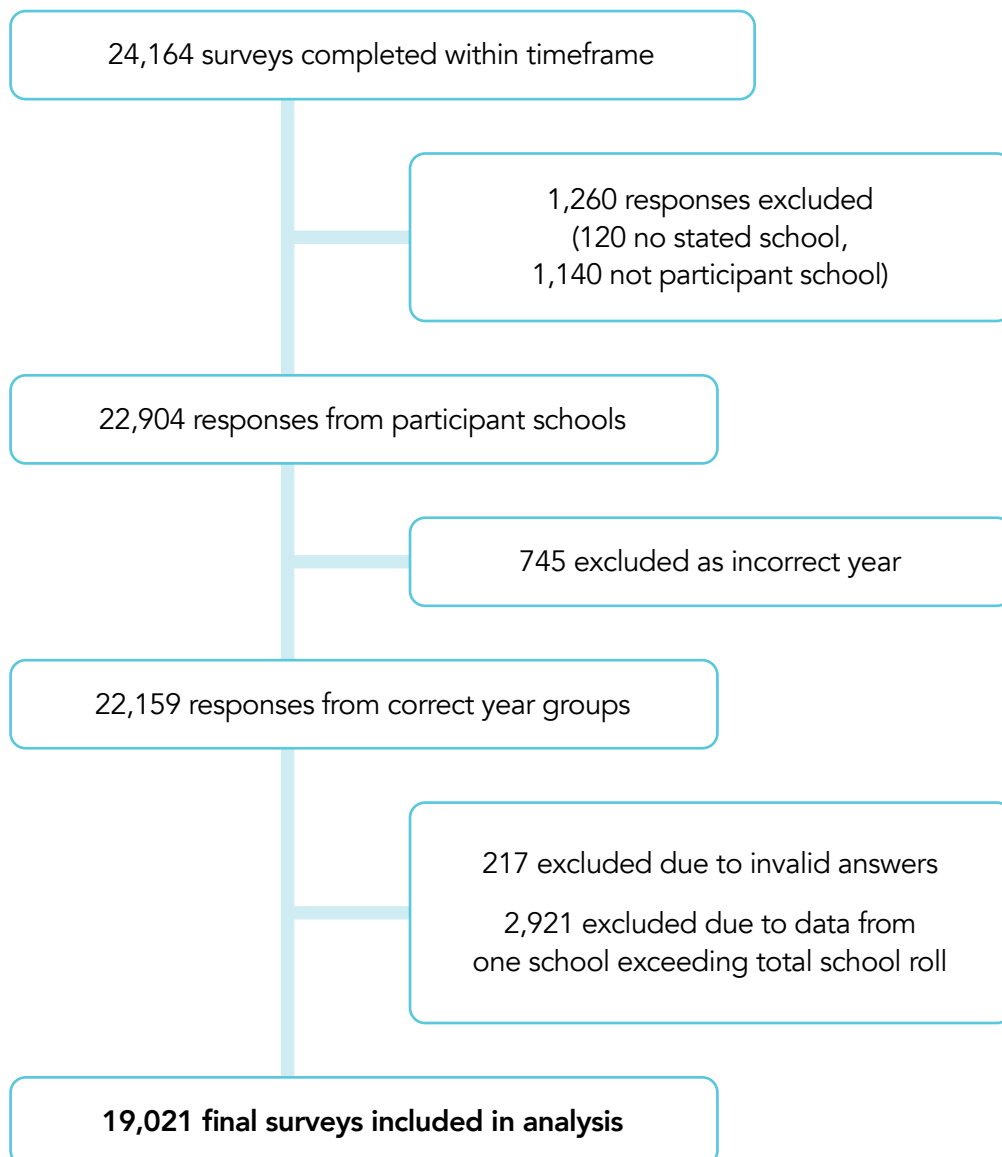 24,164 surveys completed within timeframe
1,260 responses excluded
(120 no stated school,
1,140 not participant school)
22,904 responses from participant schools
745 excluded as incorrect year
22,159 responses from correct year groups
217 excluded due to invalid answers
2,921 excluded due to data from
one school exceeding total school roll
19,021 final surveys included in analysis